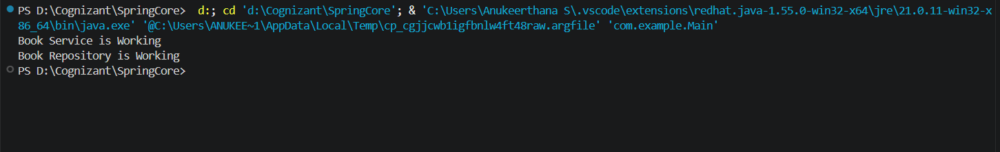 PS D:\Cognizant\SpringCore>  d:; cd 'd:\Cognizant\SpringCore'; & 'C:\Users\Anukeerthana S\.vscode\extensions\redhat.java-1.55.0-win32-x64\jre\21.0.11-win32-x
86_64\bin\java.exe' '@C:\Users\ANUKEE~1\AppData\Local\Temp\cp_cgjjcwb1igfbnlw4ft48raw.argfile' 'com.example.Main'
Book Service is Working
Book Repository is Working
PS D:\Cognizant\SpringCore>